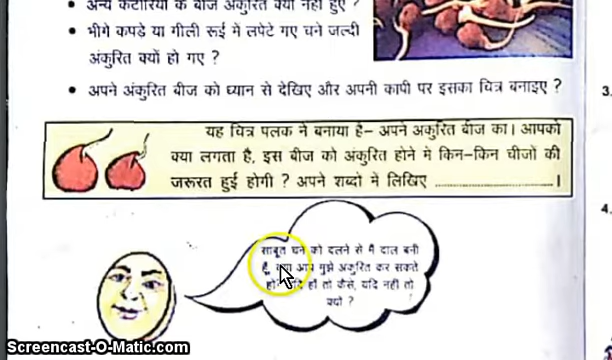 अन्य कटोरियों के बीज अंकुरित क्यों नहीं हुए ?
भीगे कपड़े या गीली रूई में लपेटे गए चने जल्दी
अंकुरित क्यों हो गए ?
3.
अपने अंकुरित बीज को ध्यान से देखिए और अपनी कापी पर इसका चित्र बनाइए ?
यह चित्र पलक ने बनाया है– अपने अंकुरित बीज का। आपको
क्या लगता है, इस बीज को अंकुरित होने में किन-किन चीजों की
जरूरत हुई होगी ? अपने शब्दो मे लिखिए ..............................।
4.
साबूत चने को दलने से मैं दाल बनी
हूँ, क्या आप मुझे अंकुरित कर सकते
हो यदि हाँ तो कैसे, यदि नहीं तो
क्यों ?
Screencast-O-Matic.com